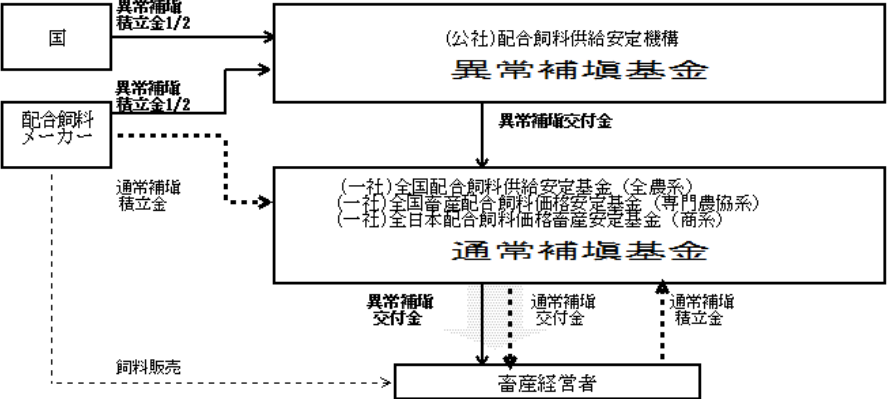 異常補塡
積立金1/2
国
(公社)配合飼料供給安定機構
異常補塡基金
異常補塡
積立金1/2
配合飼料
メーカー
異常補塡交付金
通常補塡
積立金
(一社)全国配合飼料供給安定基金（全農系）
(一社)全国畜産配合飼料価格安定基金（専門農協系）
(一社)全日本配合飼料価格畜産安定基金（商系）
通常補塡基金
異常補塡
交付金
通常補塡
交付金
通常補塡
積立金
飼料販売
畜産経営者